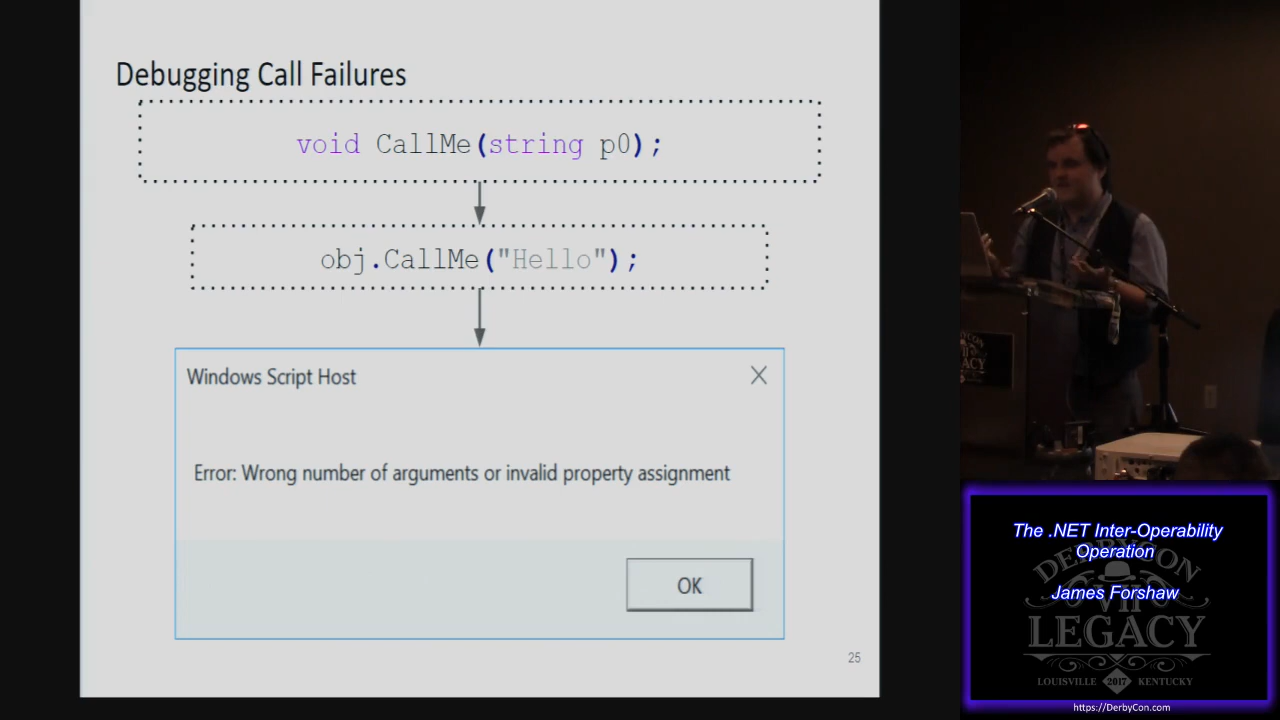 Debugging Call Failures
void CallMe(string p0);
obj.CallMe("Hello");
Windows Script Host
Error: Wrong number of arguments or invalid property assignment
OK
25
The .NET Inter-Operability
Operation
James Forshaw
DERBYCON
VII
LEGACY
LOUISVILLE 2017 KENTUCKY
https://DerbyCon.com